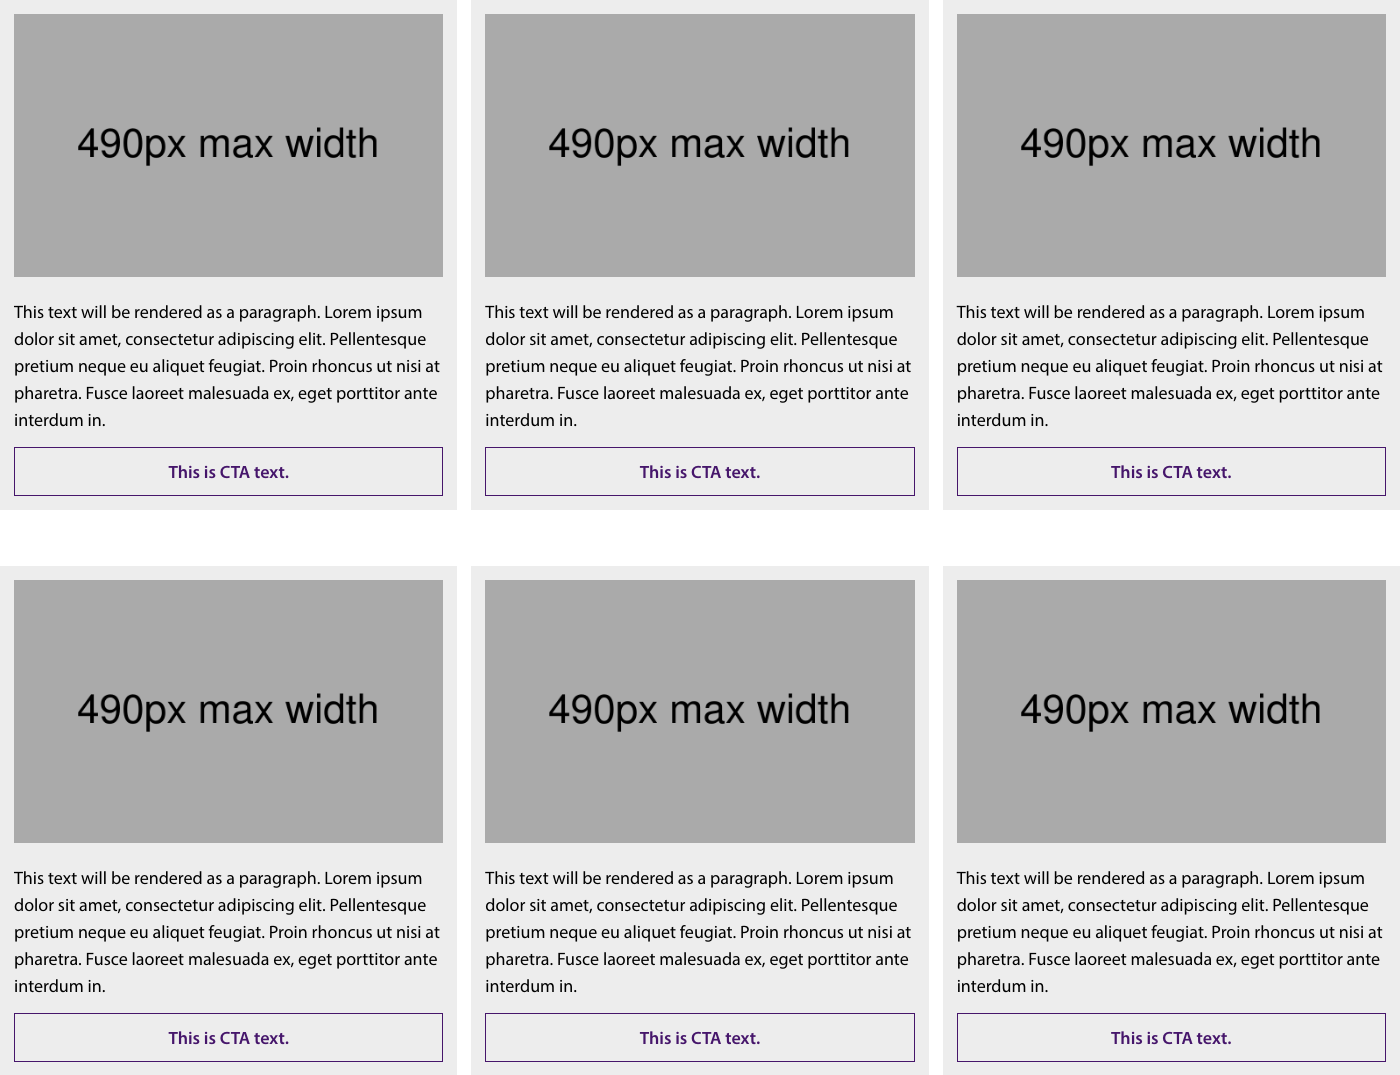 490px max width
This text will be rendered as a paragraph. Lorem ipsum
dolor sit amet, consectetur adipiscing elit. Pellentesque
pretium neque eu aliquet feugiat. Proin rhoncus ut nisi at
pharetra. Fusce laoreet malesuada ex, eget porttitor ante
interdum in.
This is CTA text.
490px max width
This text will be rendered as a paragraph. Lorem ipsum
dolor sit amet, consectetur adipiscing elit. Pellentesque
pretium neque eu aliquet feugiat. Proin rhoncus ut nisi at
pharetra. Fusce laoreet malesuada ex, eget porttitor ante
interdum in.
This is CTA text.
490px max width
This text will be rendered as a paragraph. Lorem ipsum
dolor sit amet, consectetur adipiscing elit. Pellentesque
pretium neque eu aliquet feugiat. Proin rhoncus ut nisi at
pharetra. Fusce laoreet malesuada ex, eget porttitor ante
interdum in.
This is CTA text.
490px max width
This text will be rendered as a paragraph. Lorem ipsum
dolor sit amet, consectetur adipiscing elit. Pellentesque
pretium neque eu aliquet feugiat. Proin rhoncus ut nisi at
pharetra. Fusce laoreet malesuada ex, eget porttitor ante
interdum in.
This is CTA text.
490px max width
This text will be rendered as a paragraph. Lorem ipsum
dolor sit amet, consectetur adipiscing elit. Pellentesque
pretium neque eu aliquet feugiat. Proin rhoncus ut nisi at
pharetra. Fusce laoreet malesuada ex, eget porttitor ante
interdum in.
This is CTA text.
490px max width
This text will be rendered as a paragraph. Lorem ipsum
dolor sit amet, consectetur adipiscing elit. Pellentesque
pretium neque eu aliquet feugiat. Proin rhoncus ut nisi at
pharetra. Fusce laoreet malesuada ex, eget porttitor ante
interdum in.
This is CTA text.